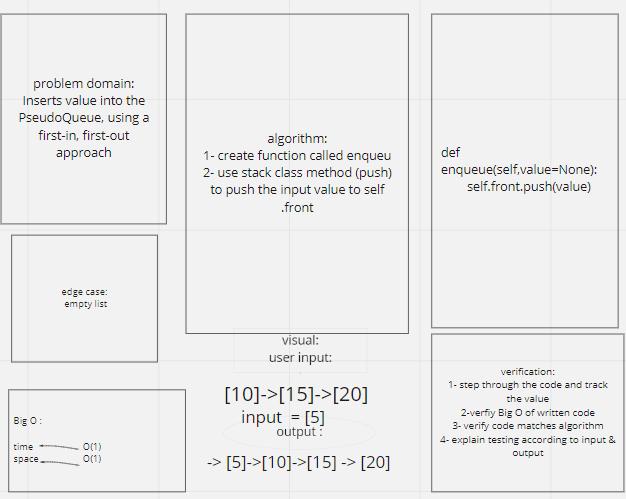 problem domain:
Inserts value into the
PseudoQueue, using a
first-in, first-out
approach
algorithm:
1- create function called enqueu
2- use stack class method (push)
to push the input value to self
.front
def
enqueue(self,value=None):
self.front.push(value)
edge case:
empty list
visual:
user input:
[10]->[15]->[20]
input = [5]
output :
-> [5]->[10]->[15] -> [20]
Big O :
time O(1)
space O(1)
verification:
1- step through the code and track
the value
2-verfiy Big O of written code
3- verify code matches algorithm
4- explain testing according to input &
output